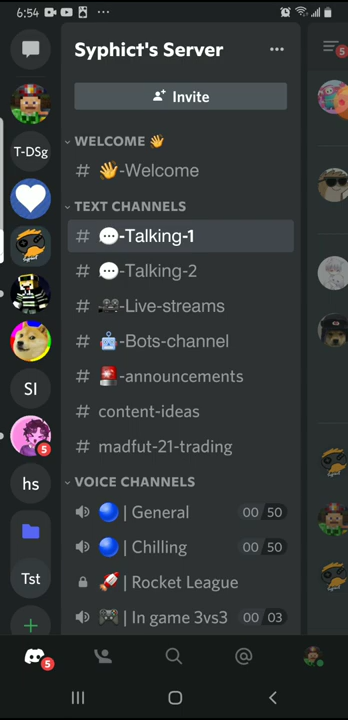 6:54
Syphict's Server
Invite
WELCOME 👋
# 👋-Welcome
TEXT CHANNELS
# 💬-Talking-1
# 💬-Talking-2
# 📹-Live-streams
# 🤖-Bots-channel
# 🚨-announcements
# content-ideas
# madfut-21-trading
VOICE CHANNELS
🔵 | General 00 50
🔵 | Chilling 00 50
🚀 | Rocket League
🎮 | In game 3vs3 00 03
T-DSg
SI
5
hs
Tst
5
5